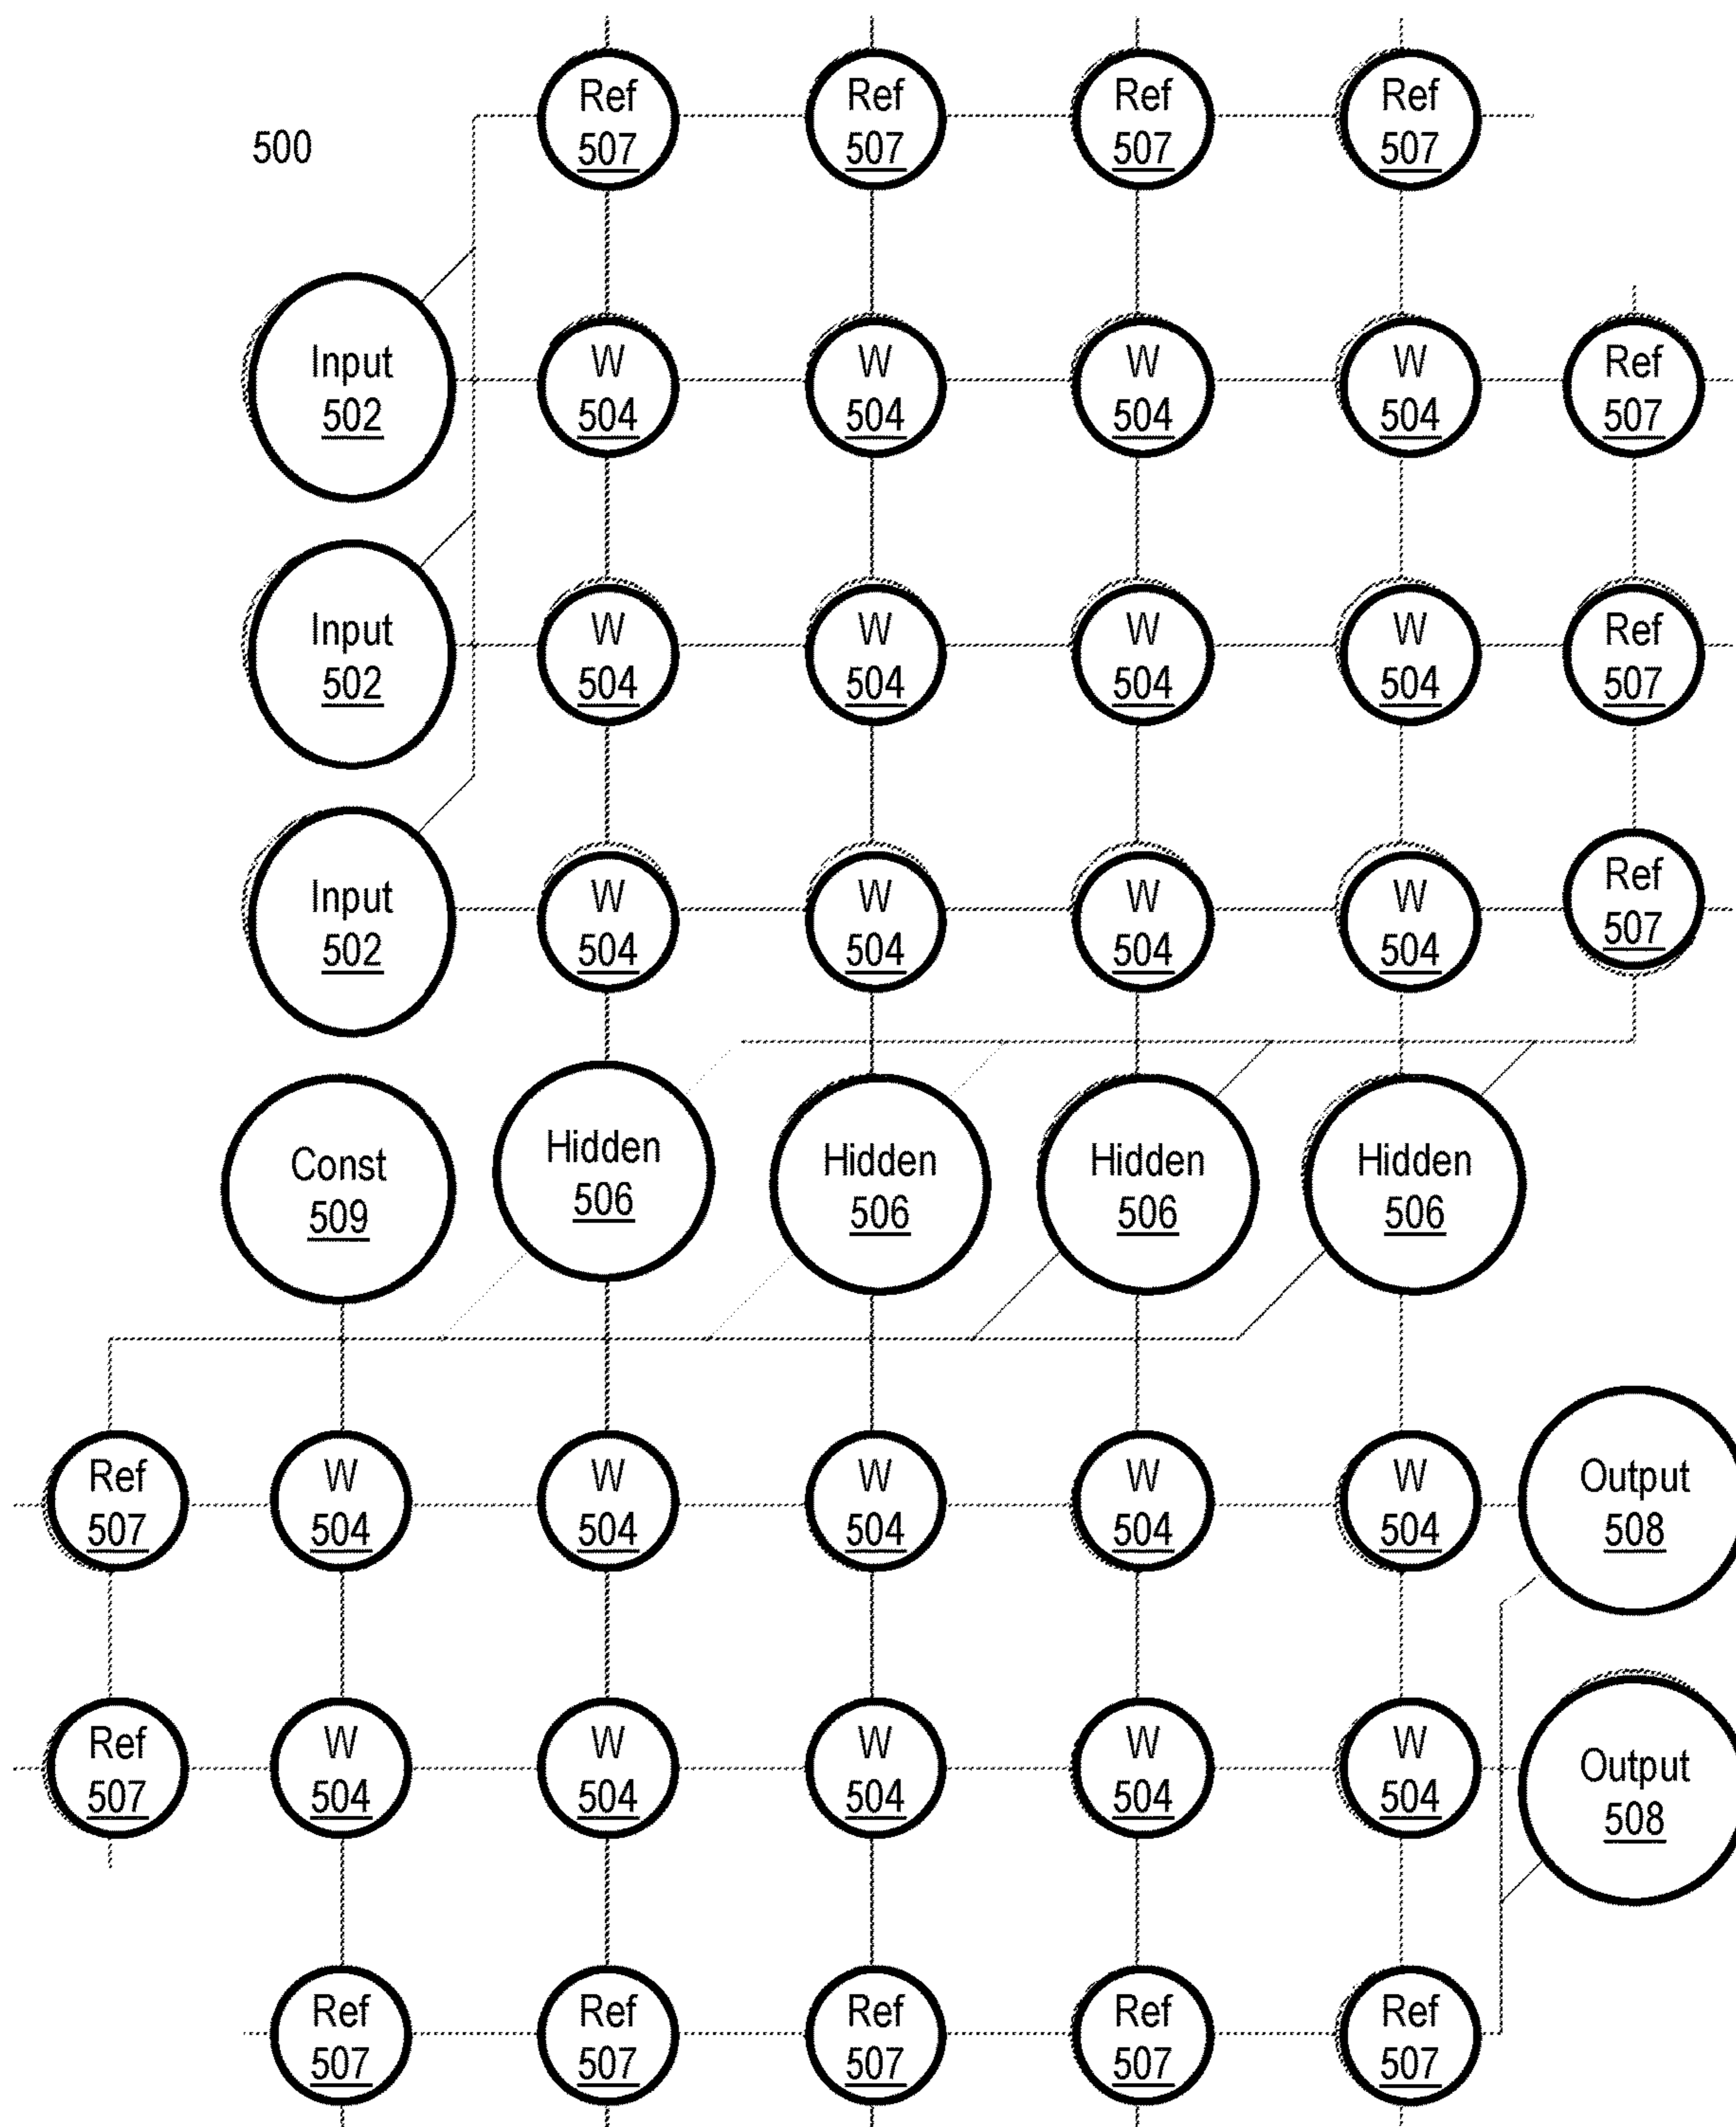 Ref Ref Ref Ref
500 507 507 507 507
Input W W W W Ref
502 504 504 504 504 507
Input W W W W Ref
502 504 504 504 504 507
Input W W W W Ref
502 504 504 504 504 507
Const Hidden Hidden Hidden Hidden
509 506 506 506 506
Ref W W W W W Output
507 504 504 504 504 504 508
Ref W W W W W Output
507 504 504 504 504 504 508
Ref Ref Ref Ref Ref
507 507 507 507 507